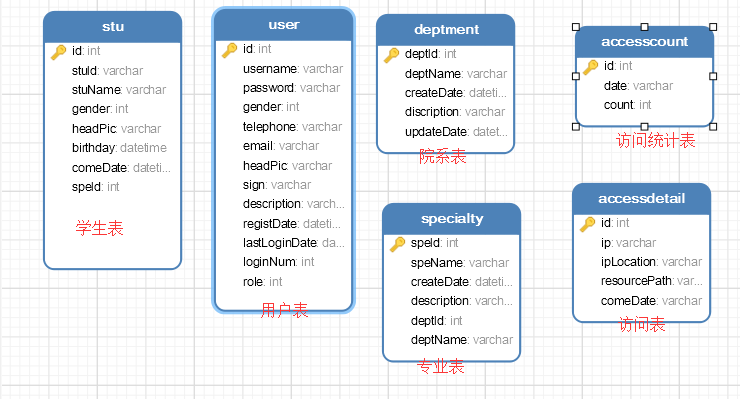 stu
id: int
stuId: varchar
stuName: varchar
gender: int
headPic: varchar
birthday: datetime
comeDate: dateti...
speId: int
学生表
user
id: int
username: varchar
password: varchar
gender: int
telephone: varchar
email: varchar
headPic: varchar
sign: varchar
description: varch...
registDate: dateti...
lastLoginDate: da...
loginNum: int
role: int
用户表
deptment
deptId: int
deptName: varchar
createDate: dateti...
discription: varchar
updateDate: datet...
院系表
specialty
speId: int
speName: varchar
createDate: dateti...
description: varch...
deptId: int
deptName: varchar
专业表
accesscount
id: int
date: varchar
count: int
访问统计表
accessdetail
id: int
ip: varchar
ipLocation: varchar
resourcePath: var...
comeDate: varchar
访问表